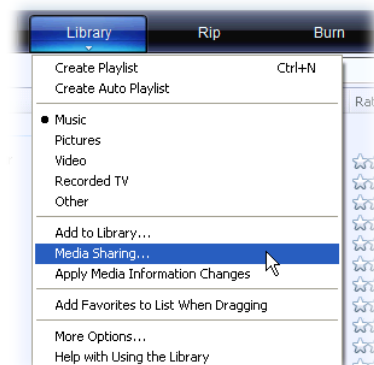 Library Rip Burn
Create Playlist Ctrl+N
Create Auto Playlist
Rat
Music
Pictures
Video
Recorded TV
Other
Add to Library...
Media Sharing...
Apply Media Information Changes
Add Favorites to List When Dragging
More Options...
Help with Using the Library